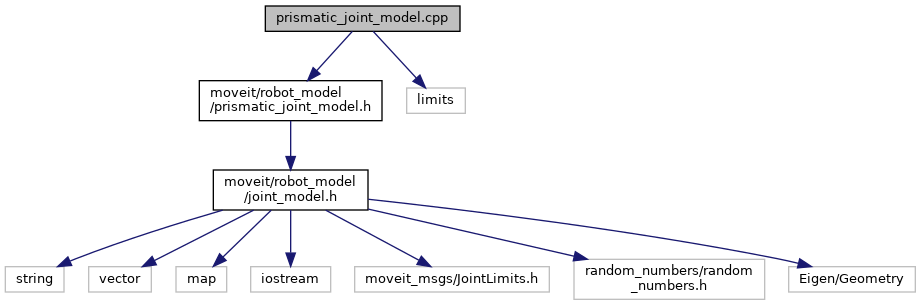 prismatic_joint_model.cpp
moveit/robot_model
/prismatic_joint_model.h
limits
moveit/robot_model
/joint_model.h
string
vector
map
iostream
moveit_msgs/JointLimits.h
random_numbers/random
_numbers.h
Eigen/Geometry